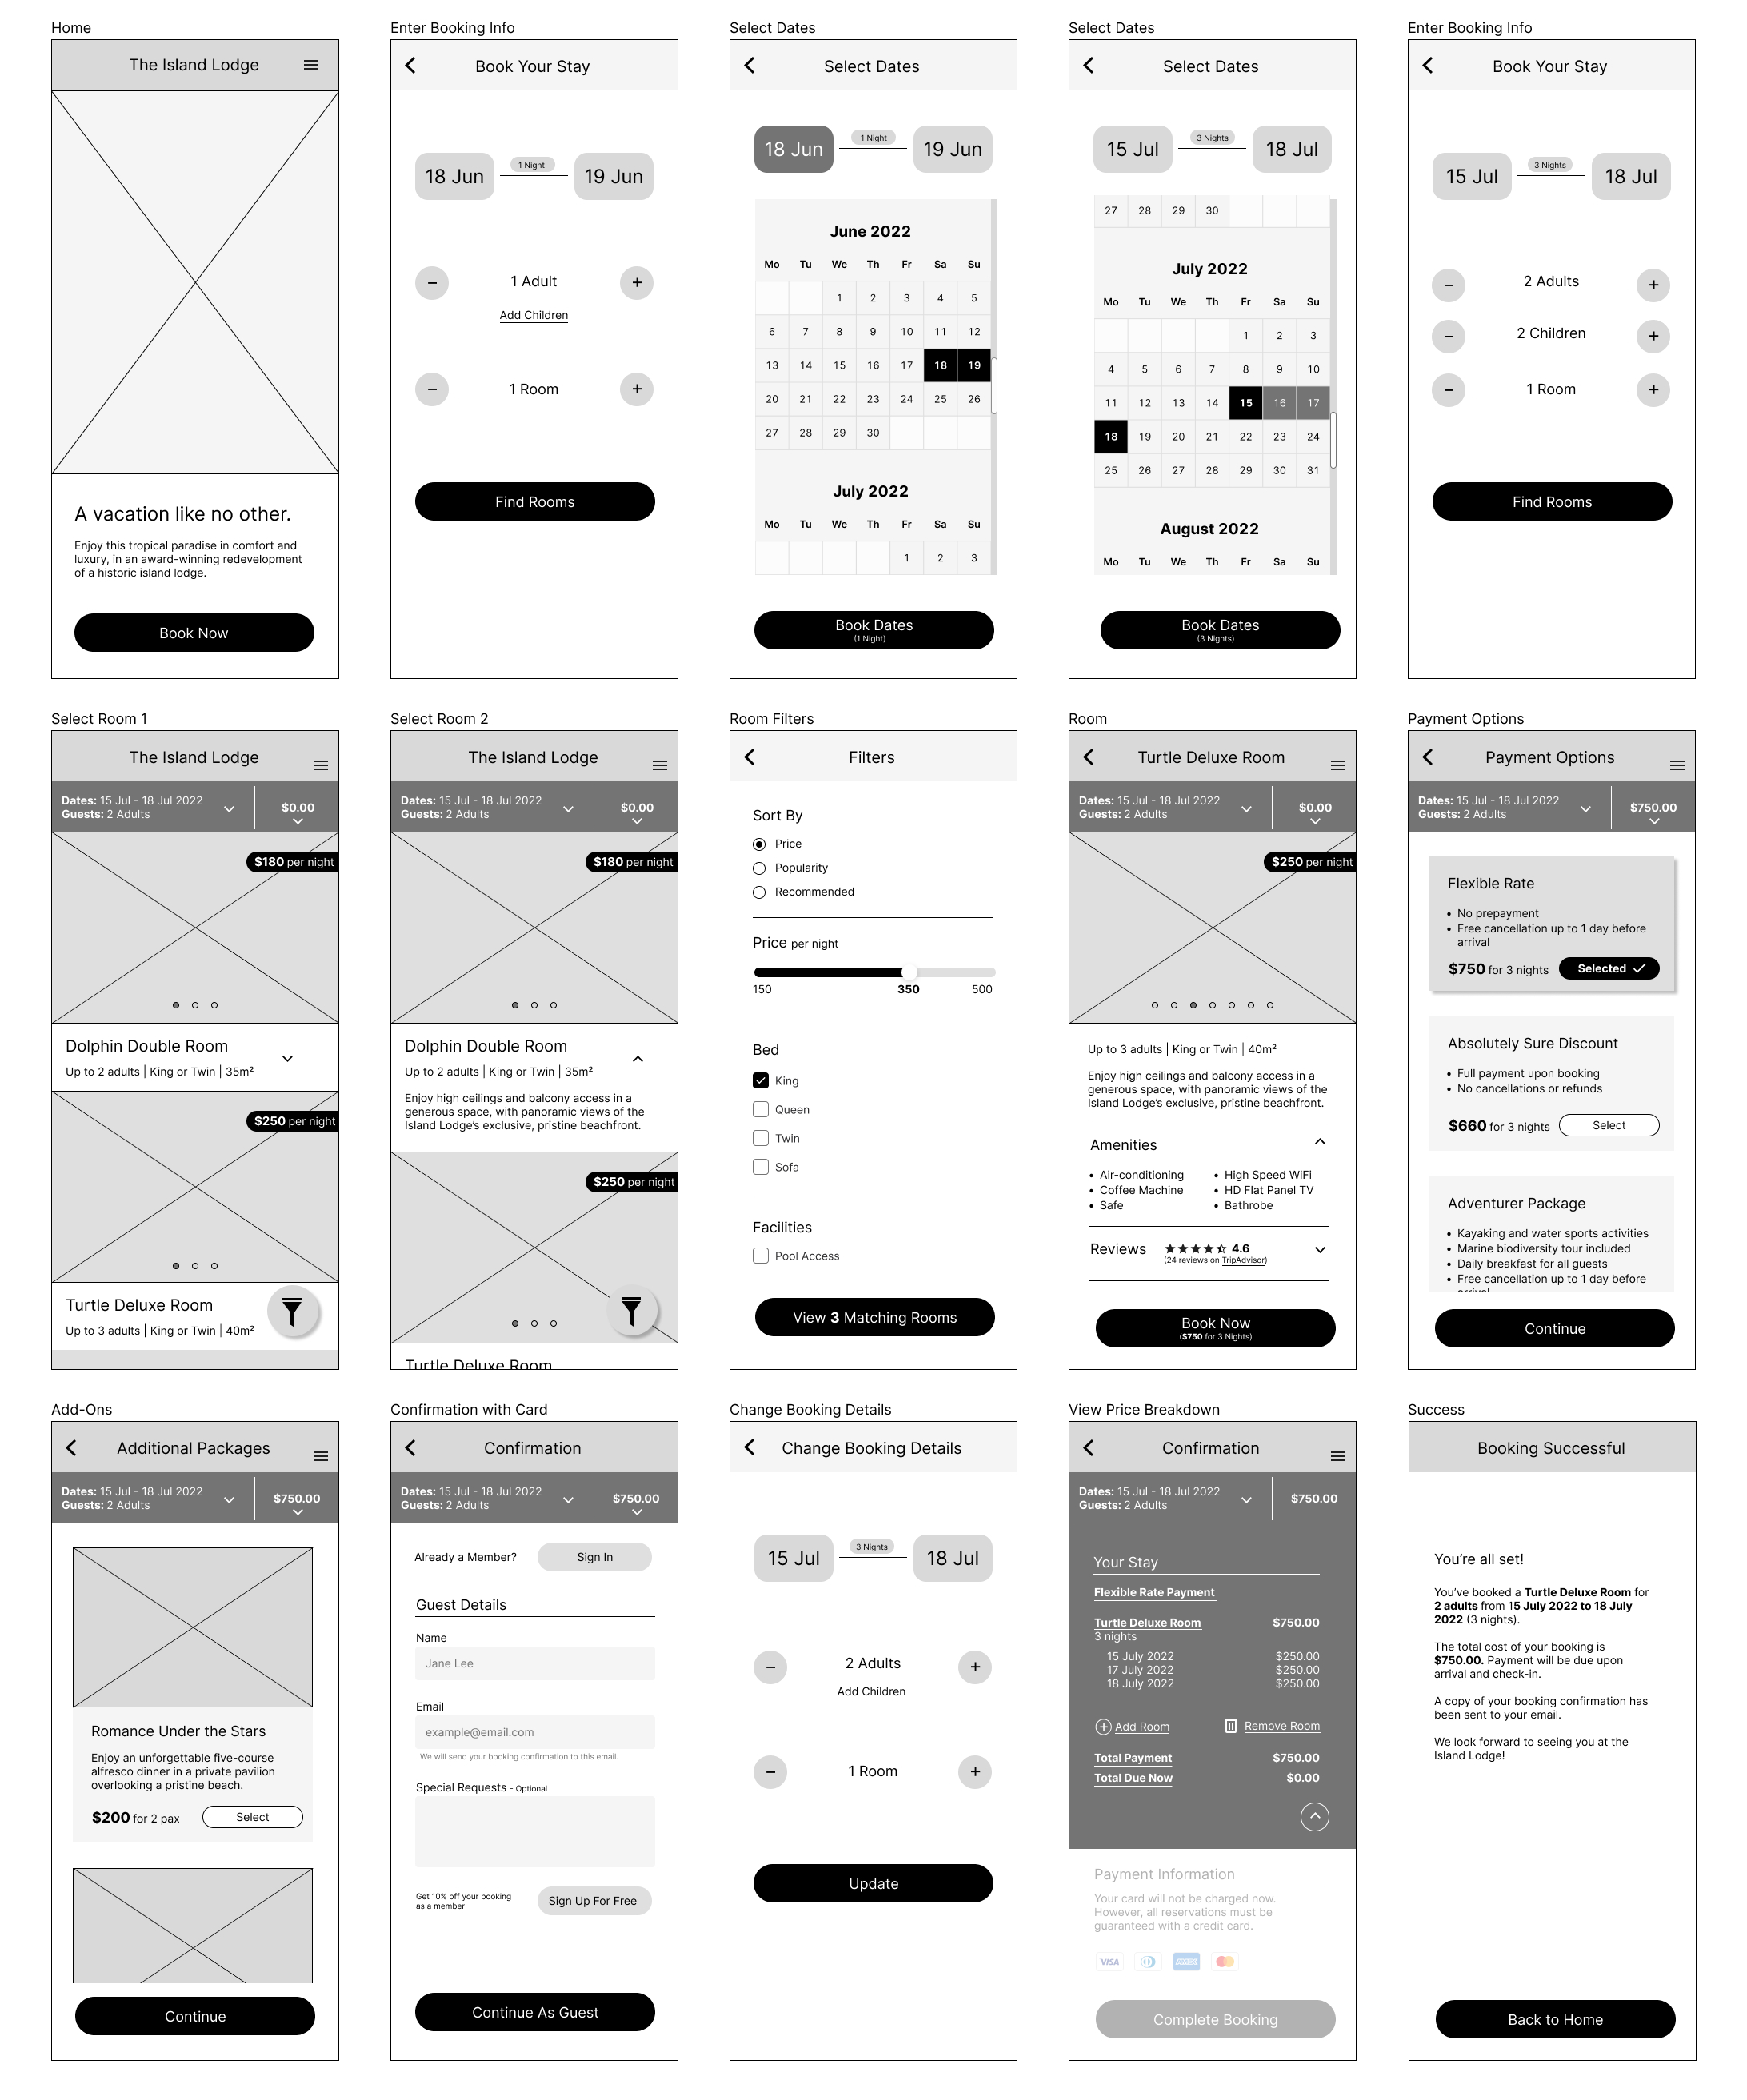 Home
The Island Lodge
A vacation like no other.
Enjoy this tropical paradise in comfort and
luxury, in an award-winning redevelopment
of a historic island lodge.
Book Now
Enter Booking Info
Book Your Stay
18 Jun
1 Night
19 Jun
− 1 Adult +
Add Children
− 1 Room +
Find Rooms
Select Dates
Select Dates
18 Jun
1 Night
19 Jun
June 2022
Mo Tu We Th Fr Sa Su
1 2 3 4 5
6 7 8 9 10 11 12
13 14 15 16 17 18 19
20 21 22 23 24 25 26
27 28 29 30
July 2022
Mo Tu We Th Fr Sa Su
1 2 3
Book Dates
(1 Night)
Select Dates
Select Dates
15 Jul
3 Nights
18 Jul
27 28 29 30
July 2022
Mo Tu We Th Fr Sa Su
1 2 3
4 5 6 7 8 9 10
11 12 13 14 15 16 17
18 19 20 21 22 23 24
25 26 27 28 29 30 31
August 2022
Mo Tu We Th Fr Sa Su
Book Dates
(3 Nights)
Enter Booking Info
Book Your Stay
15 Jul
3 Nights
18 Jul
− 2 Adults +
− 2 Children +
− 1 Room +
Find Rooms
Select Room 1
The Island Lodge
Dates: 15 Jul - 18 Jul 2022
Guests: 2 Adults
$0.00
$180 per night
Dolphin Double Room
Up to 2 adults | King or Twin | 35m²
$250 per night
Turtle Deluxe Room
Up to 3 adults | King or Twin | 40m²
Select Room 2
The Island Lodge
Dates: 15 Jul - 18 Jul 2022
Guests: 2 Adults
$0.00
$180 per night
Dolphin Double Room
Up to 2 adults | King or Twin | 35m²
Enjoy high ceilings and balcony access in a
generous space, with panoramic views of the
Island Lodge's exclusive, pristine beachfront.
$250 per night
Turtle Deluxe Room
Room Filters
Filters
Sort By
Price
Popularity
Recommended
Price per night
150 350 500
Bed
King
Queen
Twin
Sofa
Facilities
Pool Access
View 3 Matching Rooms
Room
Turtle Deluxe Room
Dates: 15 Jul - 18 Jul 2022
Guests: 2 Adults
$0.00
$250 per night
Up to 3 adults | King or Twin | 40m²
Enjoy high ceilings and balcony access in a
generous space, with panoramic views of the
Island Lodge's exclusive, pristine beachfront.
Amenities
• Air-conditioning • High Speed WiFi
• Coffee Machine • HD Flat Panel TV
• Safe • Bathrobe
Reviews 4.6
(24 reviews on TripAdvisor)
Book Now
($750 for 3 Nights)
Payment Options
Payment Options
Dates: 15 Jul - 18 Jul 2022
Guests: 2 Adults
$750.00
Flexible Rate
• No prepayment
• Free cancellation up to 1 day before
arrival
$750 for 3 nights Selected
Absolutely Sure Discount
• Full payment upon booking
• No cancellations or refunds
$660 for 3 nights Select
Adventurer Package
• Kayaking and water sports activities
• Marine biodiversity tour included
• Daily breakfast for all guests
• Free cancellation up to 1 day before
arrival
Continue
Add-Ons
Additional Packages
Dates: 15 Jul - 18 Jul 2022
Guests: 2 Adults
$750.00
Romance Under the Stars
Enjoy an unforgettable five-course
alfresco dinner in a private pavilion
overlooking a pristine beach.
$200 for 2 pax Select
Continue
Confirmation with Card
Confirmation
Dates: 15 Jul - 18 Jul 2022
Guests: 2 Adults
$750.00
Already a Member? Sign In
Guest Details
Name
Jane Lee
Email
example@email.com
We will send your booking confirmation to this email.
Special Requests - Optional
Get 10% off your booking
as a member
Sign Up For Free
Continue As Guest
Change Booking Details
Change Booking Details
15 Jul
3 Nights
18 Jul
− 2 Adults +
Add Children
− 1 Room +
Update
View Price Breakdown
Confirmation
Dates: 15 Jul - 18 Jul 2022
Guests: 2 Adults
$750.00
Your Stay
Flexible Rate Payment
Turtle Deluxe Room $750.00
3 nights
15 July 2022 $250.00
17 July 2022 $250.00
18 July 2022 $250.00
Add Room Remove Room
Total Payment $750.00
Total Due Now $0.00
Payment Information
Your card will not be charged now.
However, all reservations must be
guaranteed with a credit card.
VISA
Complete Booking
Success
Booking Successful
You're all set!
You've booked a Turtle Deluxe Room for
2 adults from 15 July 2022 to 18 July
2022 (3 nights).
The total cost of your booking is
$750.00. Payment will be due upon
arrival and check-in.
A copy of your booking confirmation has
been sent to your email.
We look forward to seeing you at the
Island Lodge!
Back to Home